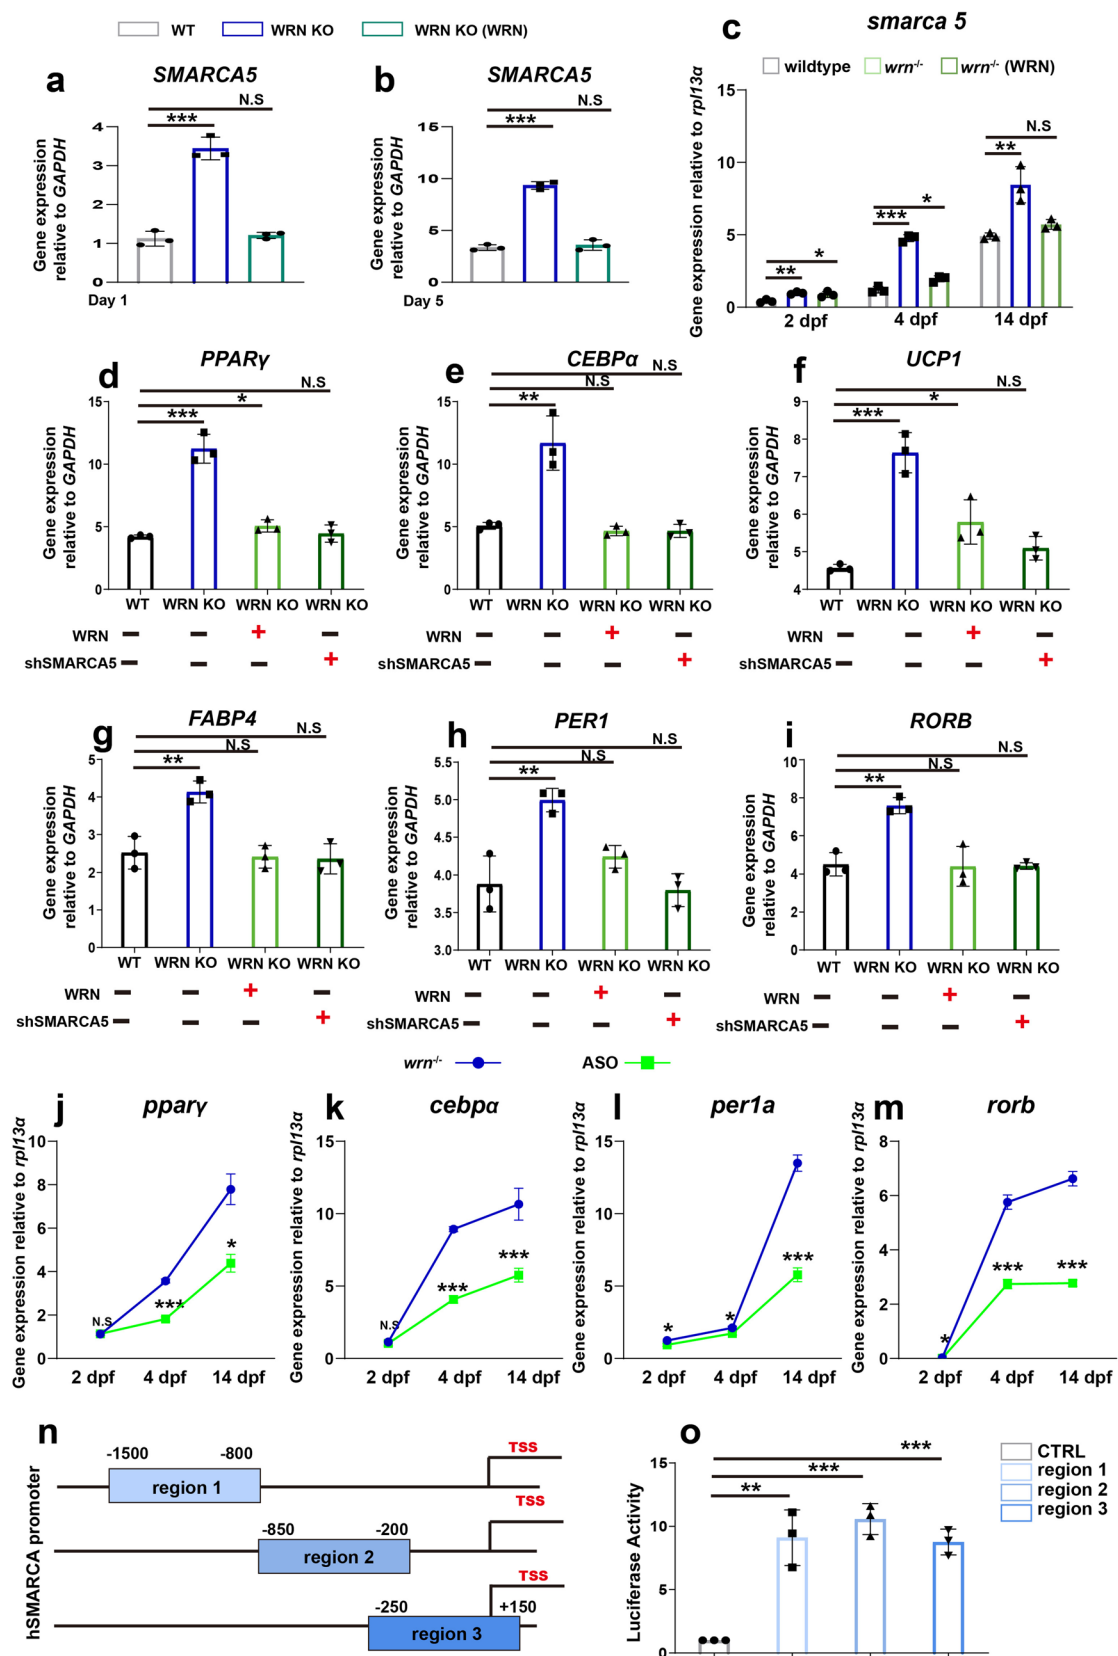 WT WRN KO WRN KO (WRN)
a SMARCA5
N.S
***
Gene expression relative to GAPDH
4
3
2
1
0
Day 1
b SMARCA5
N.S
***
Gene expression relative to GAPDH
15
10
5
0
Day 5
c smarca 5
wildtype wrn-/- wrn-/- (WRN)
Gene expression relative to rpl13α
15
10
5
0
** *
*** *
** N.S
2 dpf 4 dpf 14 dpf
d PPARγ
N.S
*
***
Gene expression relative to GAPDH
15
10
5
0
WT WRN KO WRN KO WRN KO
WRN − − + −
shSMARCA5 − − − +
e CEBPα
N.S
N.S
**
Gene expression relative to GAPDH
15
10
5
0
WT WRN KO WRN KO WRN KO
WRN − − + −
shSMARCA5 − − − +
f UCP1
N.S
*
***
Gene expression relative to GAPDH
9
8
7
6
5
4
WT WRN KO WRN KO WRN KO
WRN − − + −
shSMARCA5 − − − +
g FABP4
N.S
N.S
**
Gene expression relative to GAPDH
5
4
3
2
1
0
WT WRN KO WRN KO WRN KO
WRN − − + −
shSMARCA5 − − − +
h PER1
N.S
N.S
**
Gene expression relative to GAPDH
5.5
5.0
4.75
4.0
3.5
3.0
WT WRN KO WRN KO WRN KO
WRN − − + −
shSMARCA5 − − − +
i RORB
N.S
N.S
**
Gene expression relative to GAPDH
10
8
6
4
2
0
WT WRN KO WRN KO WRN KO
WRN − − + −
shSMARCA5 − − − +
wrn-/- ASO
j pparγ
Gene expression relative to rpl13α
10
8
6
4
2
0
N.S
***
*
2 dpf 4 dpf 14 dpf
k cebpα
Gene expression relative to rpl13α
15
10
5
0
N.S
***
***
2 dpf 4 dpf 14 dpf
l per1a
Gene expression relative to rpl13α
15
10
5
0
*
*
***
2 dpf 4 dpf 14 dpf
m rorb
Gene expression relative to rpl13α
8
6
4
2
0
*
***
***
2 dpf 4 dpf 14 dpf
n
hSMARCA promoter
-1500 -800 TSS
region 1
-850 -200 TSS
region 2
-250 +150 TSS
region 3
o
***
***
**
Luciferase Activity
15
10
5
0
CTRL
region 1
region 2
region 3